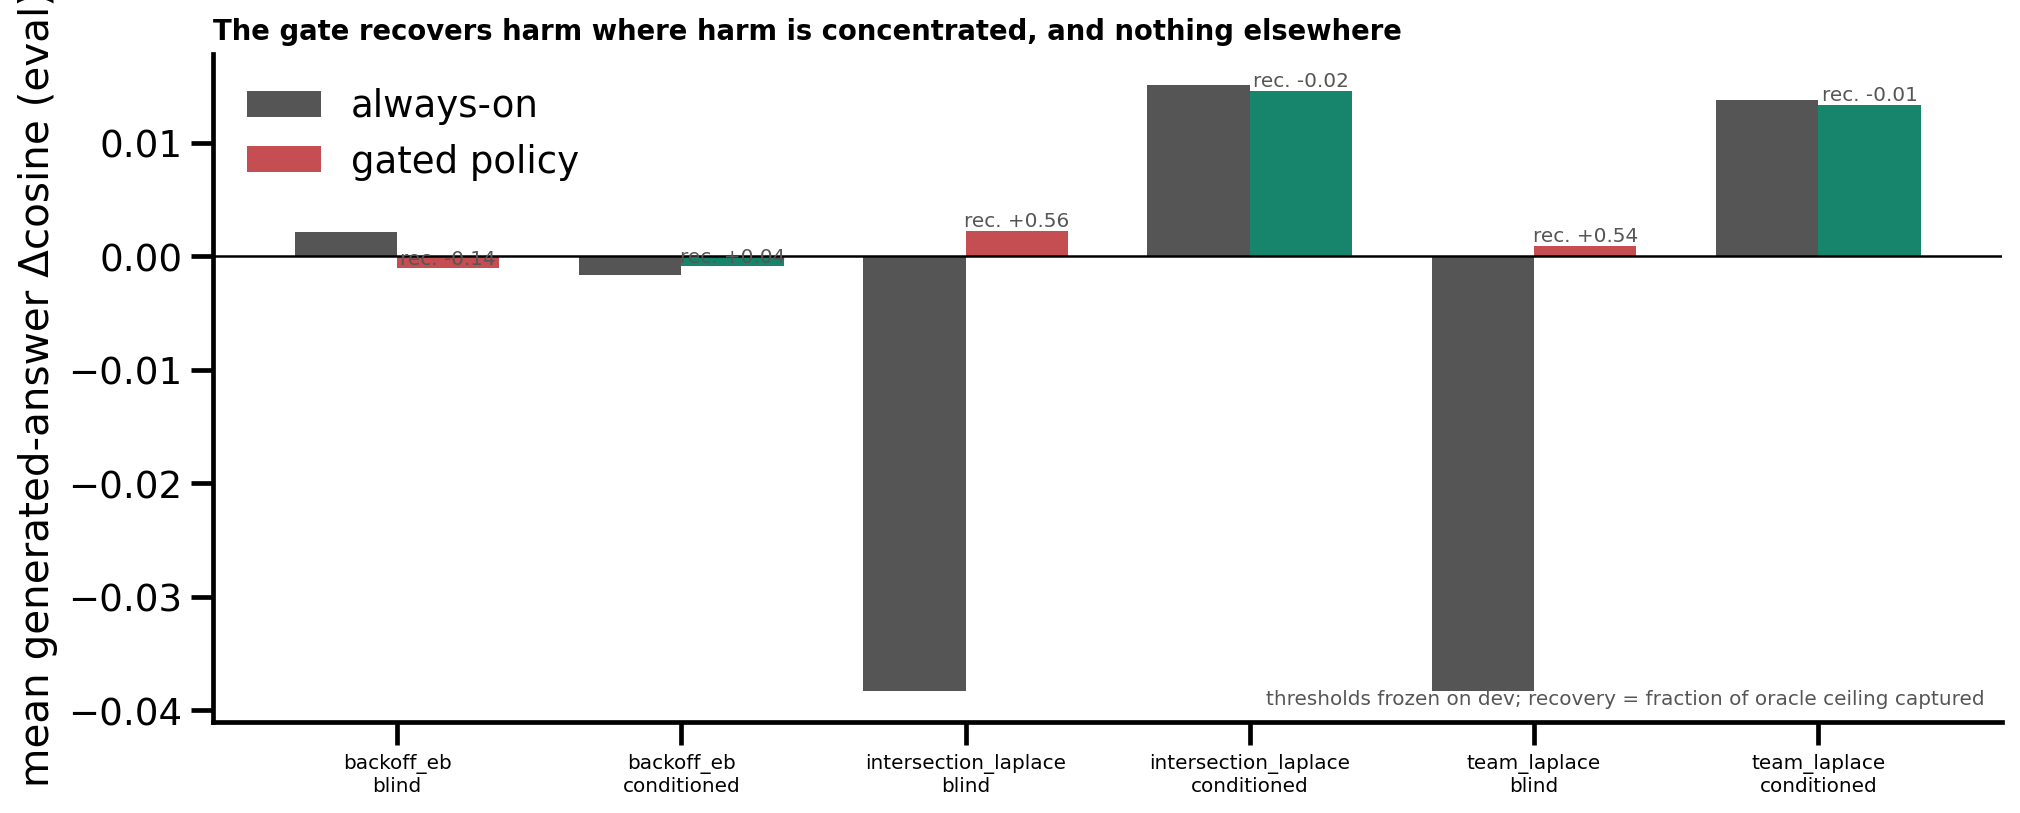 The gate recovers harm where harm is concentrated, and nothing elsewhere
mean generated-answer Δcosine (eval)
always-on
gated policy
0.01
0.00
−0.01
−0.02
−0.03
−0.04
rec. -0.14
rec. +0.04
rec. +0.56
rec. -0.02
rec. +0.54
rec. -0.01
thresholds frozen on dev; recovery = fraction of oracle ceiling captured
backoff_eb
blind
backoff_eb
conditioned
intersection_laplace
blind
intersection_laplace
conditioned
team_laplace
blind
team_laplace
conditioned